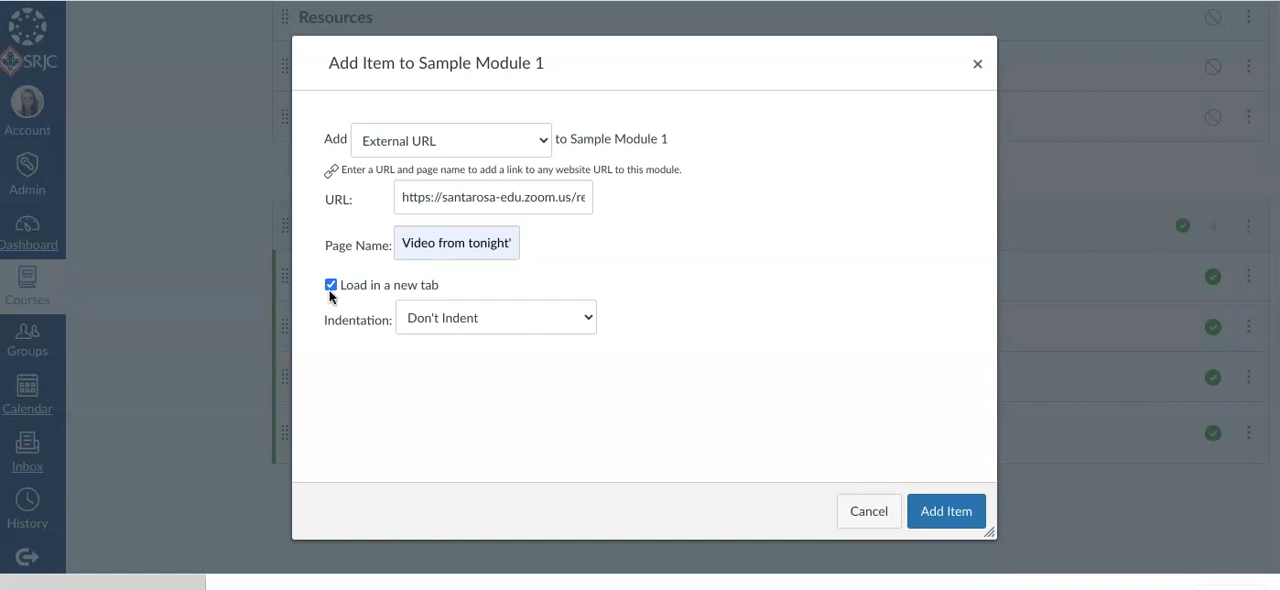 Resources
SRJC
Account
Admin
Dashboard
Courses
Groups
Calendar
Inbox
History
Add Item to Sample Module 1
×
Add External URL to Sample Module 1
Enter a URL and page name to add a link to any website URL to this module.
URL: https://santarosa-edu.zoom.us/re
Page Name: Video from tonight'
Load in a new tab
Indentation: Don't Indent
Cancel Add Item